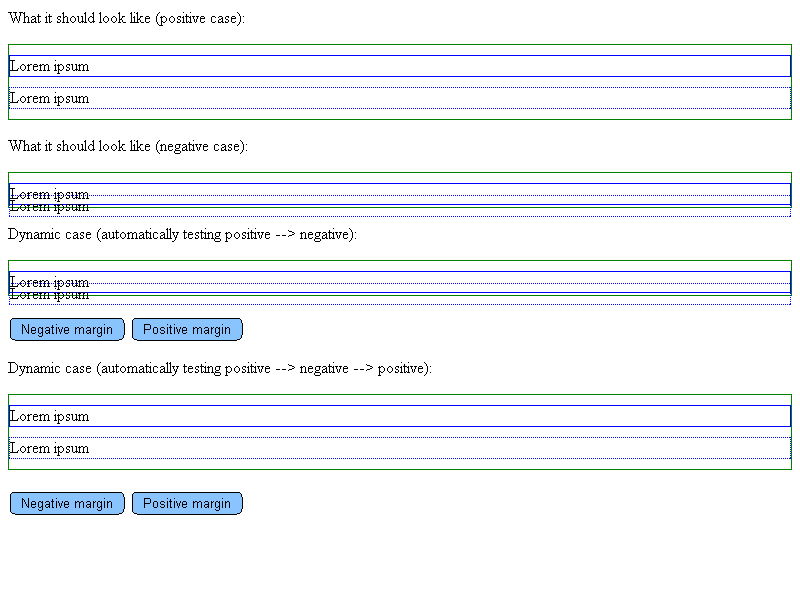 What it should look like (positive case):
Lorem ipsum
Lorem ipsum
What it should look like (negative case):
Lorem ipsum
Lorem ipsum
Dynamic case (automatically testing positive --> negative):
Lorem ipsum
Lorem ipsum
Negative margin Positive margin
Dynamic case (automatically testing positive --> negative --> positive):
Lorem ipsum
Lorem ipsum
Negative margin Positive margin